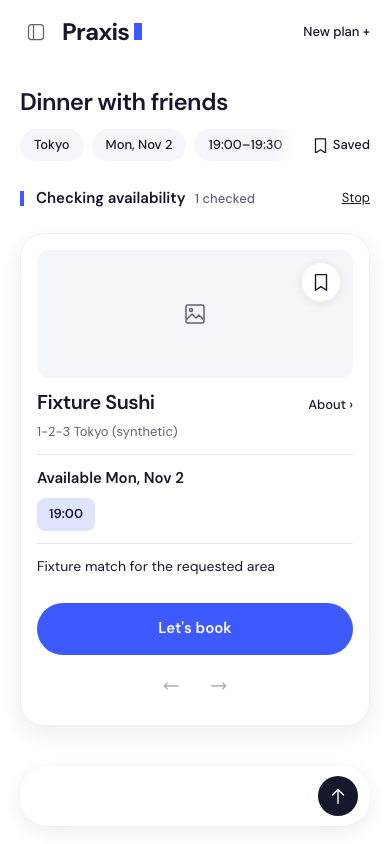 Praxis
New plan +
Dinner with friends
Tokyo
Mon, Nov 2
19:00–19:30
Saved
Checking availability 1 checked
Stop
Fixture Sushi
About ›
1-2-3 Tokyo (synthetic)
Available Mon, Nov 2
19:00
Fixture match for the requested area
Let's book